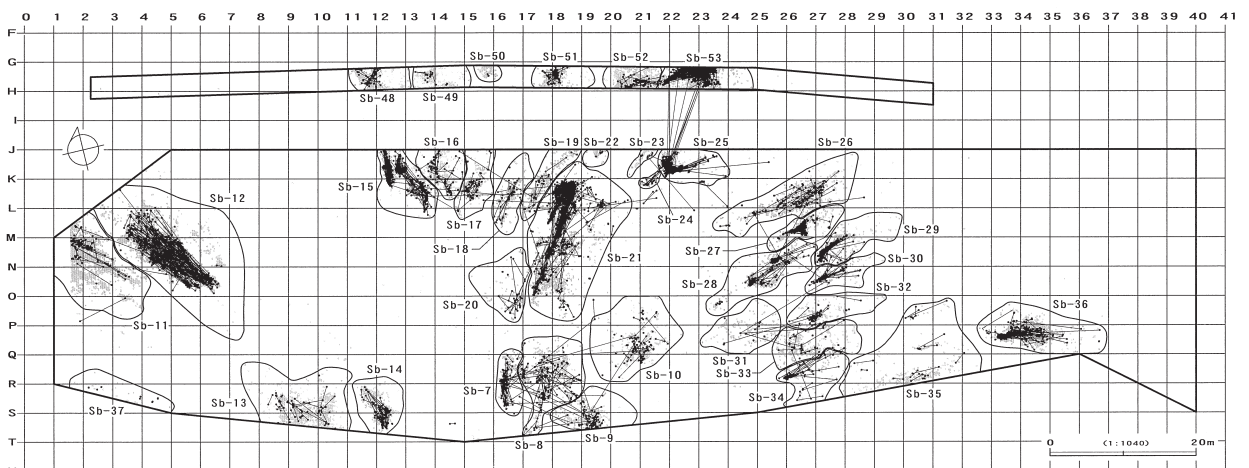 0 1 2 3 4 5 6 7 8 9 10 11 12 13 14 15 16 17 18 19 20 21 22 23 24 25 26 27 28 29 30 31 32 33 34 35 36 37 38 39 40 41
F
Sb-50 Sb-51 Sb-52 Sb-53
G
H
Sb-48 Sb-49
I
J
Sb-16 Sb-19 Sb-22 Sb-23 Sb-25 Sb-26
K
Sb-15 Sb-12
L
Sb-17 Sb-24
M
Sb-18 Sb-27 Sb-29
Sb-21 Sb-30
N
Sb-28 Sb-32
O
Sb-20 Sb-36
P
Sb-11
Sb-31
Q
Sb-14 Sb-10 Sb-33
R
Sb-7
Sb-37 Sb-13 Sb-34 Sb-35
S
Sb-8 Sb-9
T
0 (1:1040) 20m